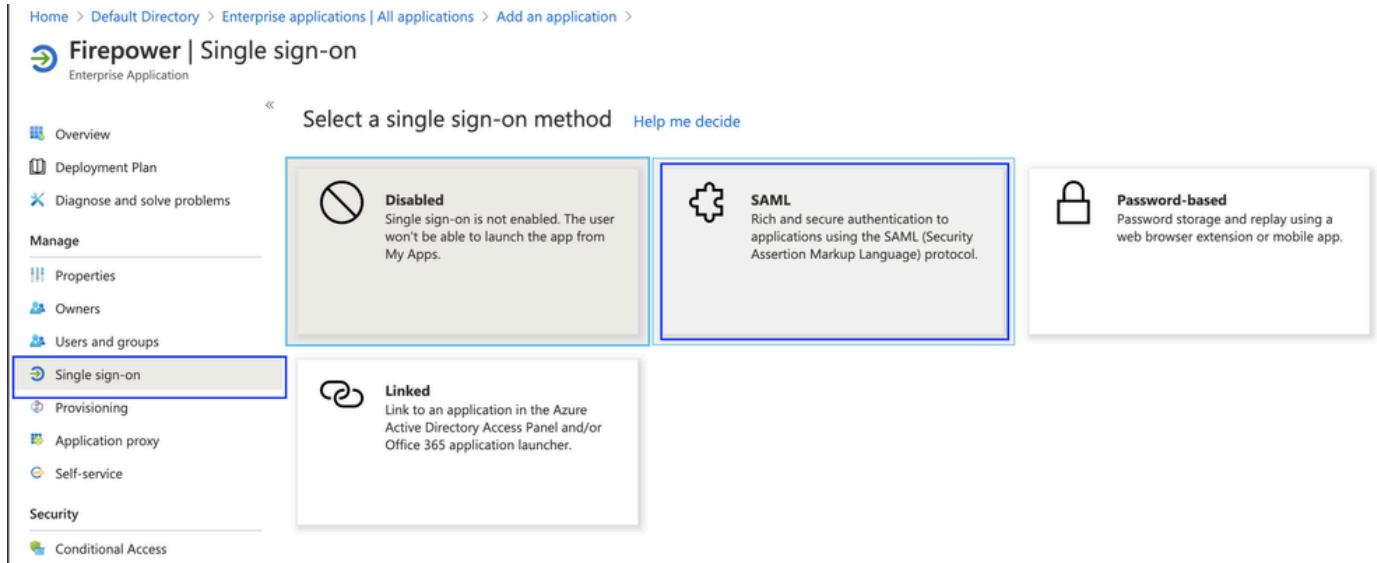 Home > Default Directory > Enterprise applications | All applications > Add an application >
Firepower | Single sign-on
Enterprise Application
«
Overview
Deployment Plan
Diagnose and solve problems
Manage
Properties
Owners
Users and groups
Single sign-on
Provisioning
Application proxy
Self-service
Security
Conditional Access
Select a single sign-on method Help me decide
Disabled
Single sign-on is not enabled. The user
won't be able to launch the app from
My Apps.
SAML
Rich and secure authentication to
applications using the SAML (Security
Assertion Markup Language) protocol.
Password-based
Password storage and replay using a
web browser extension or mobile app.
Linked
Link to an application in the Azure
Active Directory Access Panel and/or
Office 365 application launcher.